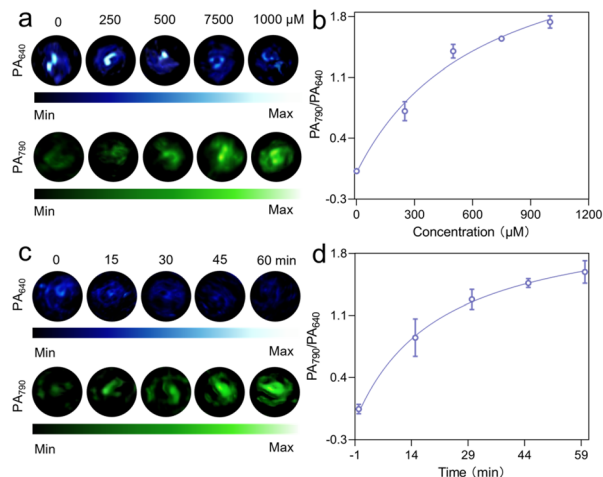 a
0 250 500 7500 1000 μM
PA640
Min Max
PA790
Min Max
b
1.8
1.1
0.4
-0.3
PA790/PA640
0 300 600 900 1200
Concentration (μM)
c
0 15 30 45 60 min
PA640
Min Max
PA790
Min Max
d
1.8
1.1
0.4
-0.3
PA790/PA640
-1 14 29 44 59
Time (min)